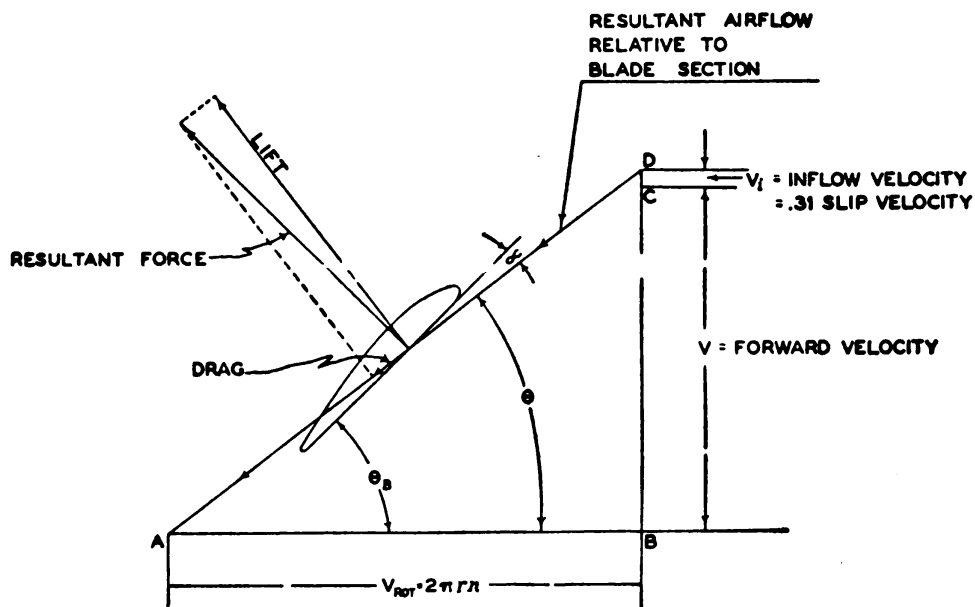 RESULTANT AIRFLOW
RELATIVE TO
BLADE SECTION
LIFT
D
C
Vi = INFLOW VELOCITY
= .31 SLIP VELOCITY
RESULTANT FORCE
α
V = FORWARD VELOCITY
DRAG
θ
θB
A
B
VROT = 2πrn